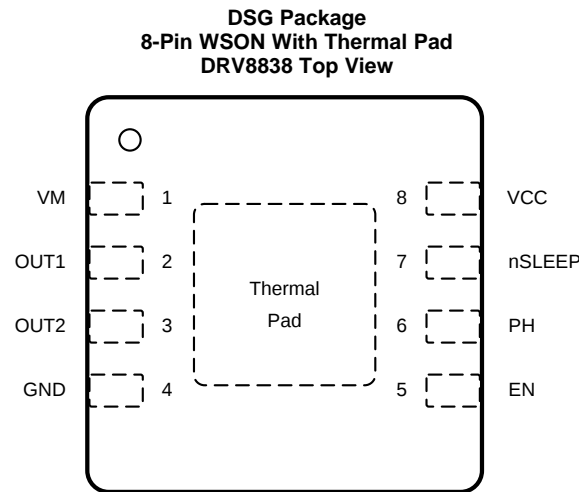 DSG Package
8-Pin WSON With Thermal Pad
DRV8838 Top View
VM 1 8 VCC
OUT1 2 7 nSLEEP
Thermal
Pad
OUT2 3 6 PH
GND 4 5 EN